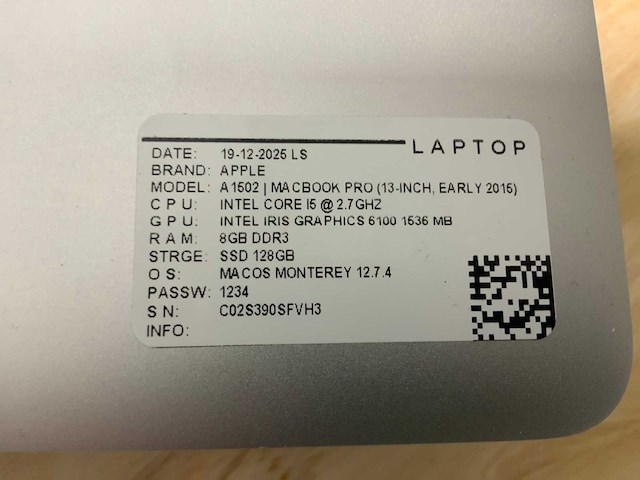 LAPTOP
DATE: 19-12-2025 LS
BRAND: APPLE
MODEL: A1502 | MACBOOK PRO (13-INCH, EARLY 2015)
CPU: INTEL CORE I5 @ 2.7GHZ
GPU: INTEL IRIS GRAPHICS 6100 1536 MB
RAM: 8GB DDR3
STRGE: SSD 128GB
OS: MACOS MONTEREY 12.7.4
PASSW: 1234
SN: C02S390SFVH3
INFO: